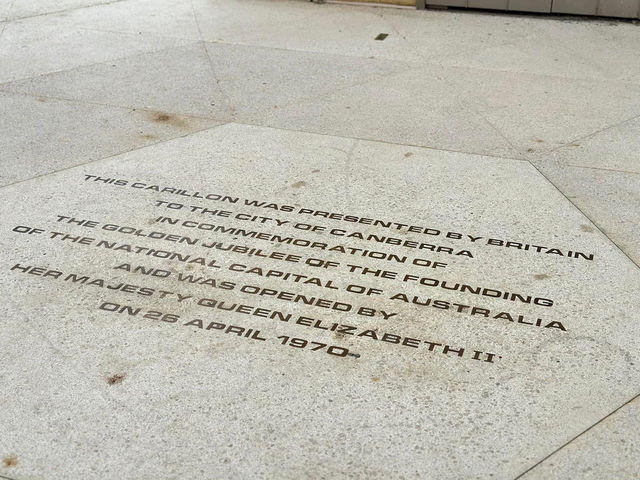 THIS CARILLON WAS PRESENTED BY BRITAIN
TO THE CITY OF CANBERRA
IN COMMEMORATION OF
THE GOLDEN JUBILEE OF THE FOUNDING
OF THE NATIONAL CAPITAL OF AUSTRALIA
AND WAS OPENED BY
HER MAJESTY QUEEN ELIZABETH II
ON 26 APRIL 1970